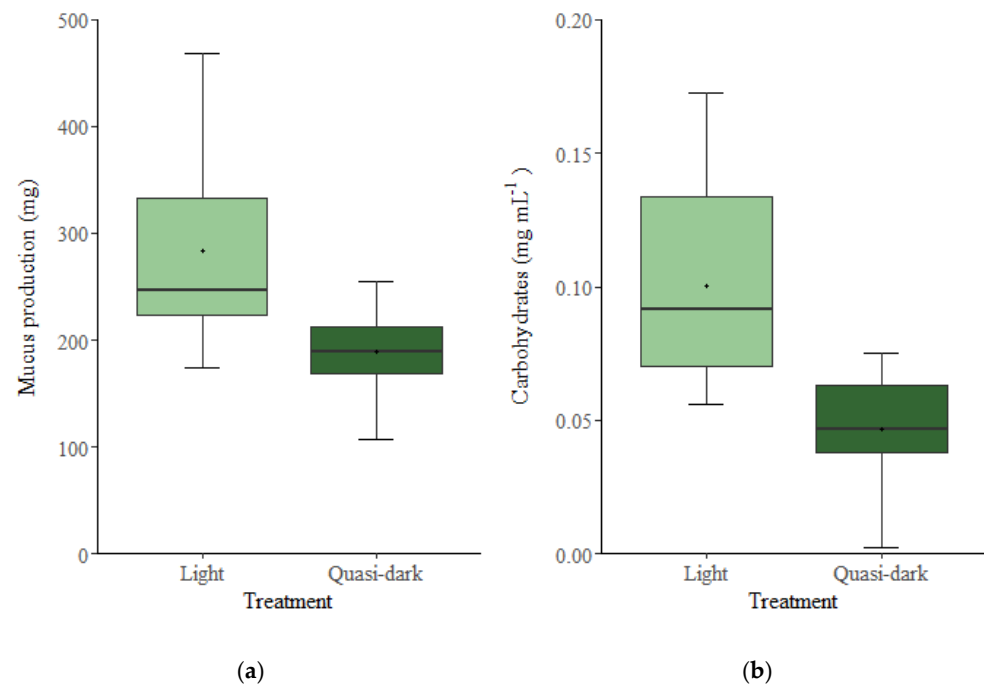 Mucus production (mg)
500
400
300
200
100
0
Light Quasi-dark
Treatment
(a)
Carbohydrates (mg mL⁻¹)
0.20
0.15
0.10
0.05
0.00
Light Quasi-dark
Treatment
(b)